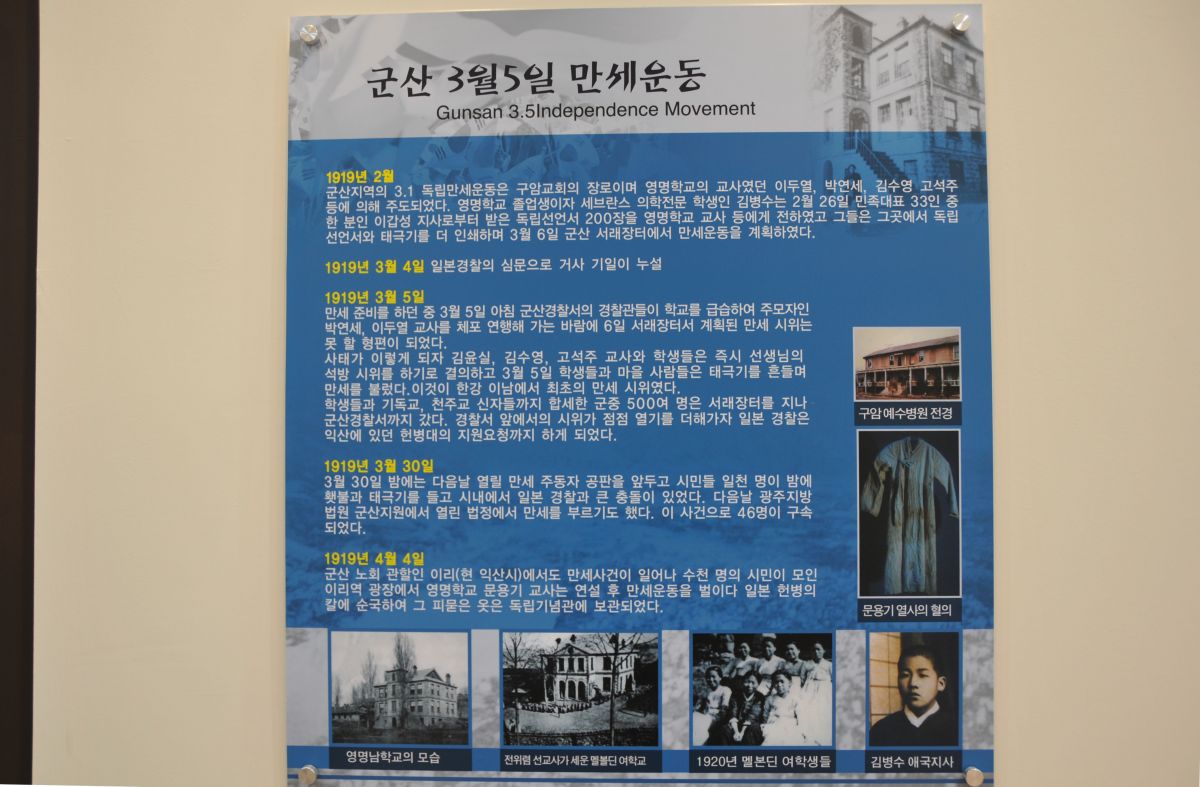 군산 3월5일 만세운동
Gunsan 3.5Independence Movement
1919년 2월
군산지역의 3.1 독립만세운동은 구암교회의 장로이며 영명학교의 교사였던 이두열, 박연세, 김수영 고석주
등에 의해 주도되었다. 영명학교 졸업생이자 세브란스 의학전문 학생인 김병수는 2월 26일 민족대표 33인 중
한 분인 이갑성 지사로부터 받은 독립선언서 200장을 영명학교 교사 등에게 전하였고 그들은 그곳에서 독립
선언서와 태극기를 더 인쇄하며 3월 6일 군산 서래장터에서 만세운동을 계획하였다.
1919년 3월 4일 일본경찰의 심문으로 거사 기일이 누설
1919년 3월 5일
만세 준비를 하던 중 3월 5일 아침 군산경찰서의 경찰관들이 학교를 급습하여 주모자인
박연세, 이두열 교사를 체포 연행해 가는 바람에 6일 서래장터서 계획된 만세 시위는
못 할 형편이 되었다.
사태가 이렇게 되자 김윤실, 김수영, 고석주 교사와 학생들은 즉시 선생님의
석방 시위를 하기로 결의하고 3월 5일 학생들과 마을 사람들은 태극기를 흔들며
만세를 불렀다.이것이 한강 이남에서 최초의 만세 시위였다.
학생들과 기독교, 천주교 신자들까지 합세한 군중 500여 명은 서래장터를 지나
군산경찰서까지 갔다. 경찰서 앞에서의 시위가 점점 열기를 더해가자 일본 경찰은
익산에 있던 헌병대의 지원요청까지 하게 되었다.
1919년 3월 30일
3월 30일 밤에는 다음날 열릴 만세 주동자 공판을 앞두고 시민들 일천 명이 밤에
횃불과 태극기를 들고 시내에서 일본 경찰과 큰 충돌이 있었다. 다음날 광주지방
법원 군산지원에서 열린 법정에서 만세를 부르기도 했다. 이 사건으로 46명이 구속
되었다.
1919년 4월 4일
군산 노회 관할인 이리(현 익산시)에서도 만세사건이 일어나 수천 명의 시민이 모인
이리역 광장에서 영명학교 문용기 교사는 연설 후 만세운동을 벌이다 일본 헌병의
칼에 순국하여 그 피묻은 옷은 독립기념관에 보관되었다.
구암 예수병원 전경
문용기 열사의 혈의
영명남학교의 모습
전위렴 선교사가 세운 멜볼딘 여학교
1920년 멜본딘 여학생들
김병수 애국지사